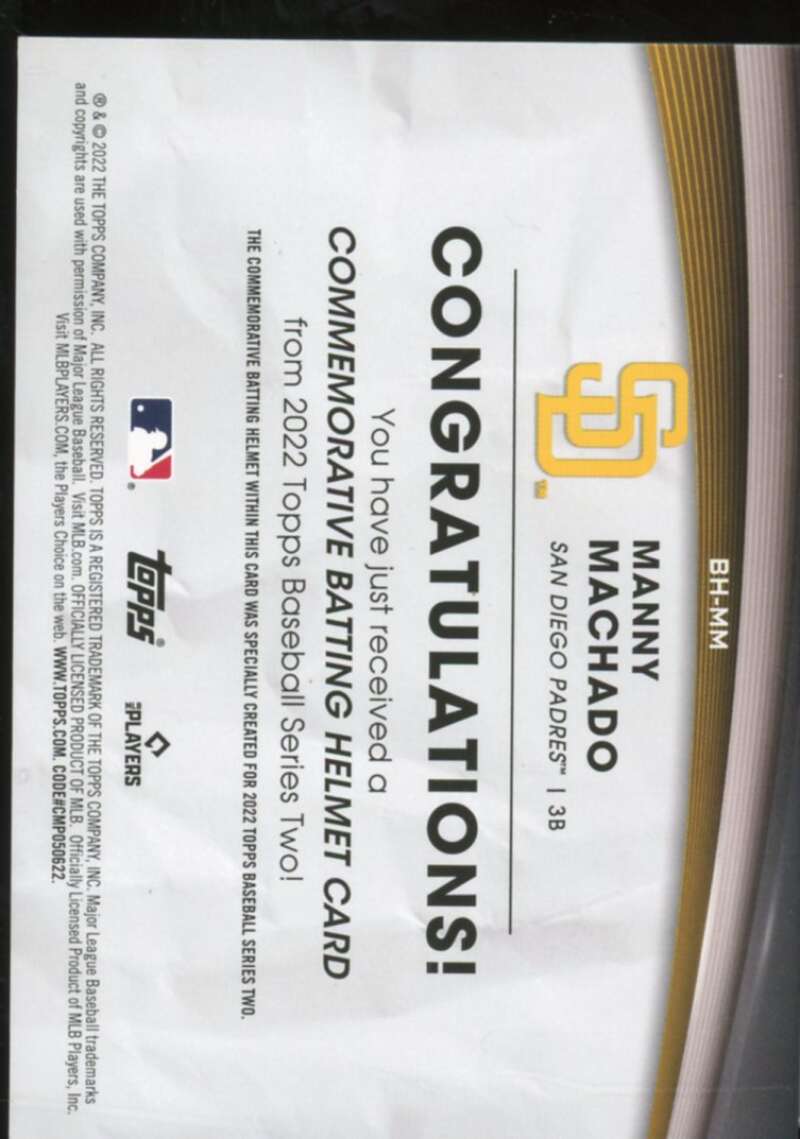 BH-MM
SD™
MANNY
MACHADO
SAN DIEGO PADRES™ | 3B
CONGRATULATIONS!
You have just received a
COMMEMORATIVE BATTING HELMET CARD
from 2022 Topps Baseball Series Two!
THE COMMEMORATIVE BATTING HELMET WITHIN THIS CARD WAS SPECIALLY CREATED FOR 2022 TOPPS BASEBALL SERIES TWO.
®
topps®
MLB PLAYERS
® & © 2022 THE TOPPS COMPANY, INC. ALL RIGHTS RESERVED. TOPPS IS A REGISTERED TRADEMARK OF THE TOPPS COMPANY, INC. Major League Baseball trademarks
and copyrights are used with permission of Major League Baseball. Visit MLB.com. OFFICIALLY LICENSED PRODUCT OF MLB. Officially Licensed Product of MLB Players, Inc.
Visit MLBPLAYERS.COM, the Players Choice on the web. WWW.TOPPS.COM. CODE#CMP050622.